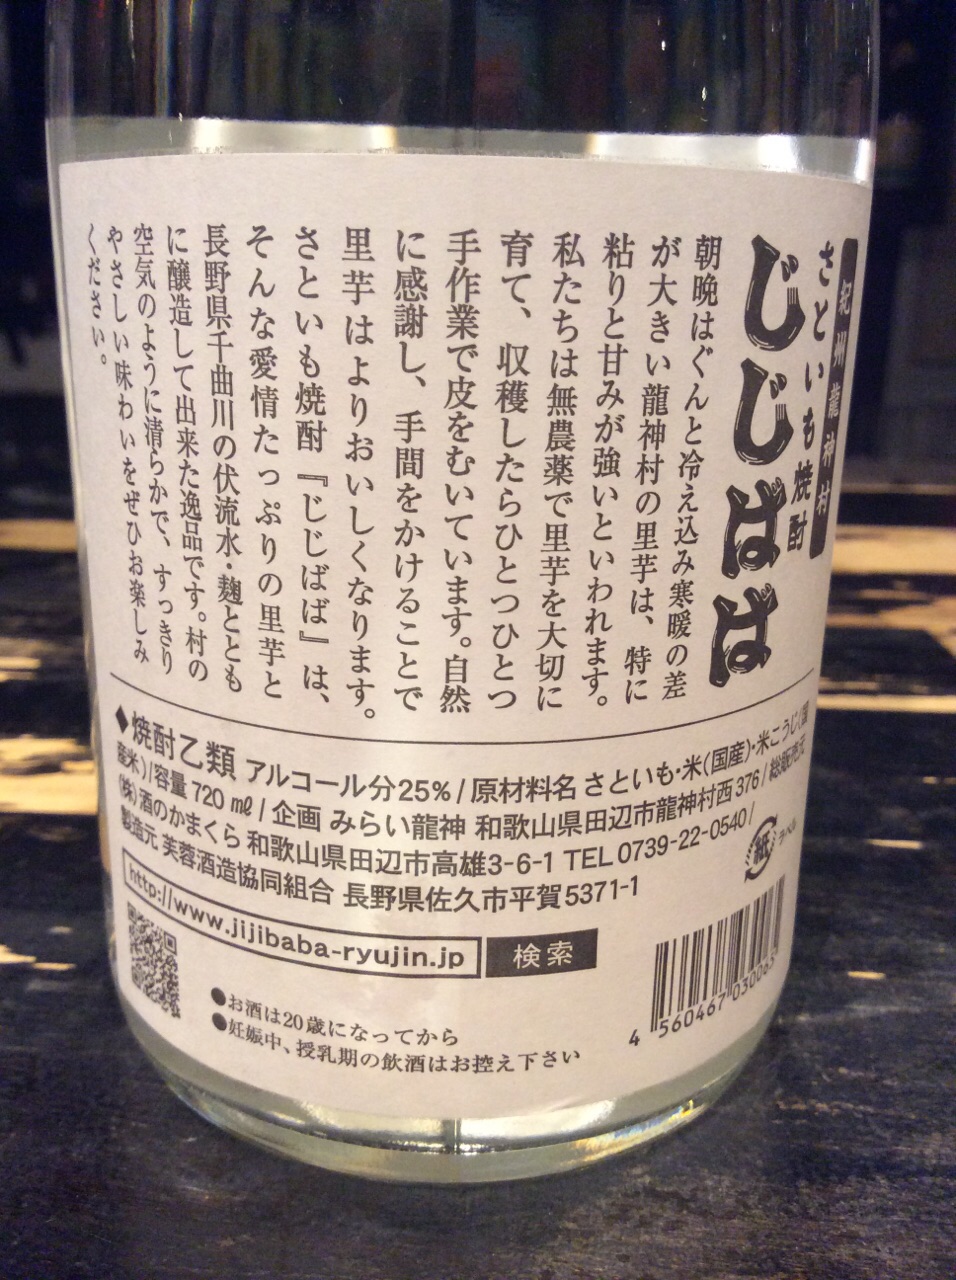 紀州龍神村
さといも焼酎
じじばば
朝晩はぐんと冷え込み寒暖の差
が大きい龍神村の里芋は、特に
粘りと甘みが強いといわれます。
私たちは無農薬で里芋を大切に
育て、収穫したらひとつひとつ
手作業で皮をむいています。自然
に感謝し、手間をかけることで
里芋はよりおいしくなります。
さといも焼酎『じじばば』は、
そんな愛情たっぷりの里芋と
長野県千曲川の伏流水・麹ととも
に醸造して出来た逸品です。村の
空気のように清らかで、すっきり
やさしい味わいをぜひお楽しみ
ください。
◆焼酎乙類 アルコール分25%/原材料名 さといも・米(国産)・米こうじ(国
産米)/容量 720㎖/企画 みらい龍神 和歌山県田辺市龍神村西376/総販売元
(株)酒のかまくら 和歌山県田辺市高雄3-6-1 TEL 0739-22-0540/
製造元 芙蓉酒造協同組合 長野県佐久市平賀5371-1
紙 ラベル
http://www.jijibaba-ryujin.jp 検索
●お酒は20歳になってから
●妊娠中、授乳期の飲酒はお控え下さい
4 560467 030063